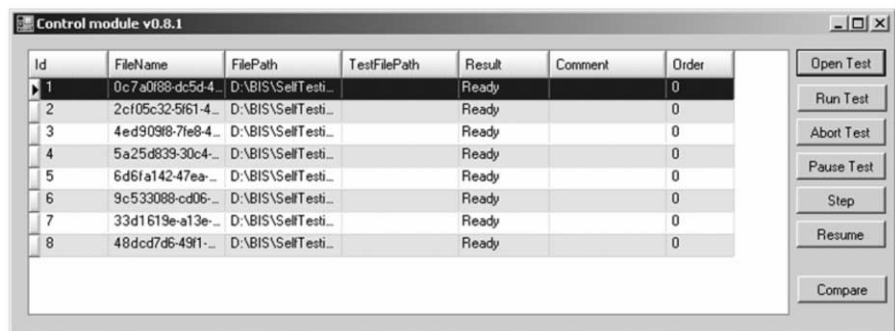 Control module v0.8.1
Id FileName FilePath TestFilePath Result Comment Order
1 0c7a0f88-dc5d-4... D:\BIS\SelfTesti... Ready 0
2 2cf05c32-5f61-4... D:\BIS\SelfTesti... Ready 0
3 4ed909f8-7fe8-4... D:\BIS\SelfTesti... Ready 0
4 5a25d839-30c4-... D:\BIS\SelfTesti... Ready 0
5 6d6fa142-47ea-... D:\BIS\SelfTesti... Ready 0
6 9c533088-cd06-... D:\BIS\SelfTesti... Ready 0
7 33d1619e-a13e-... D:\BIS\SelfTesti... Ready 0
8 48dcd7d6-49f1-... D:\BIS\SelfTesti... Ready 0
Open Test
Run Test
Abort Test
Pause Test
Step
Resume
Compare